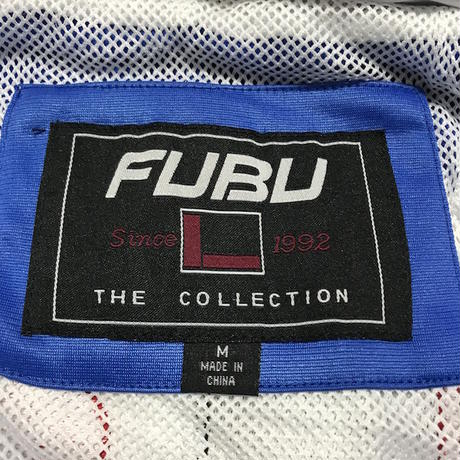 FUBU
Since 1992
THE COLLECTION
M
MADE IN
CHINA